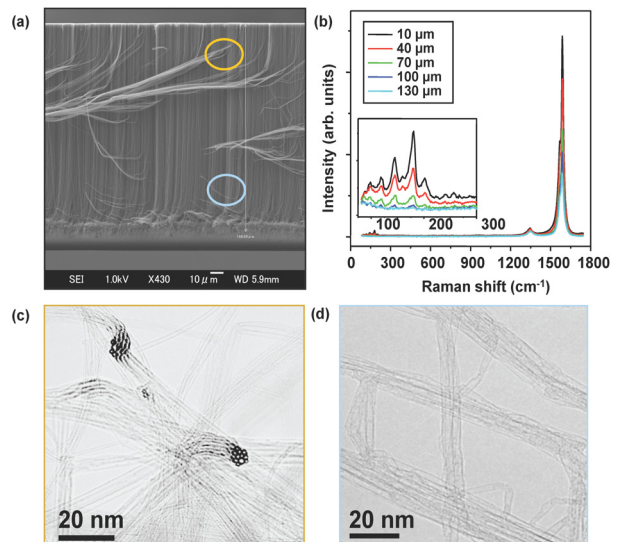 (a)
SEI 1.0kV X430 10μm WD 5.9mm
(b)
Intensity (arb. units)
10 μm
40 μm
70 μm
100 μm
130 μm
100 200 300
0 300 600 900 1200 1500 1800
Raman shift (cm-1)
(c)
20 nm
(d)
20 nm